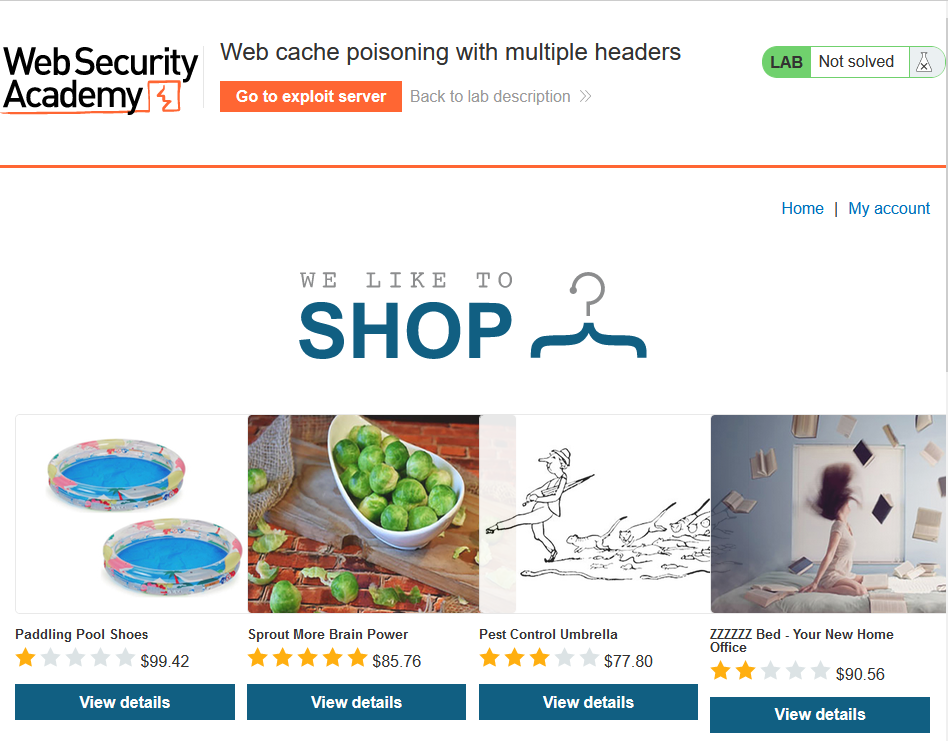 Web Security
Academy
Web cache poisoning with multiple headers
Go to exploit server
Back to lab description
LAB
Not solved
Home | My account
WE LIKE TO
SHOP
Paddling Pool Shoes
$99.42
View details
Sprout More Brain Power
$85.76
View details
Pest Control Umbrella
$77.80
View details
ZZZZZZ Bed - Your New Home
Office
$90.56
View details